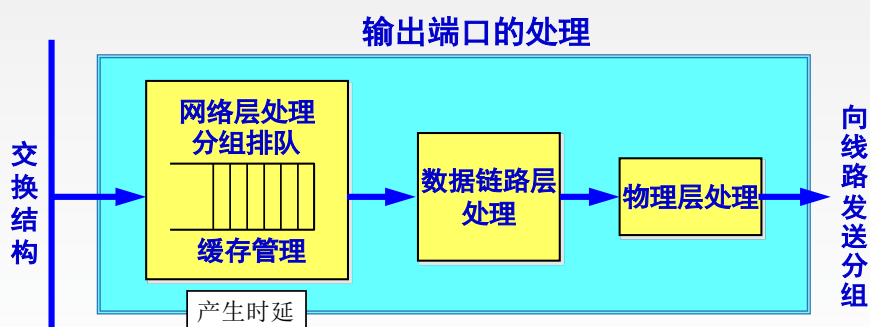 输出端口的处理
交换结构
网络层处理
分组排队
缓存管理
产生时延
数据链路层
处理
物理层处理
向线路发送分组